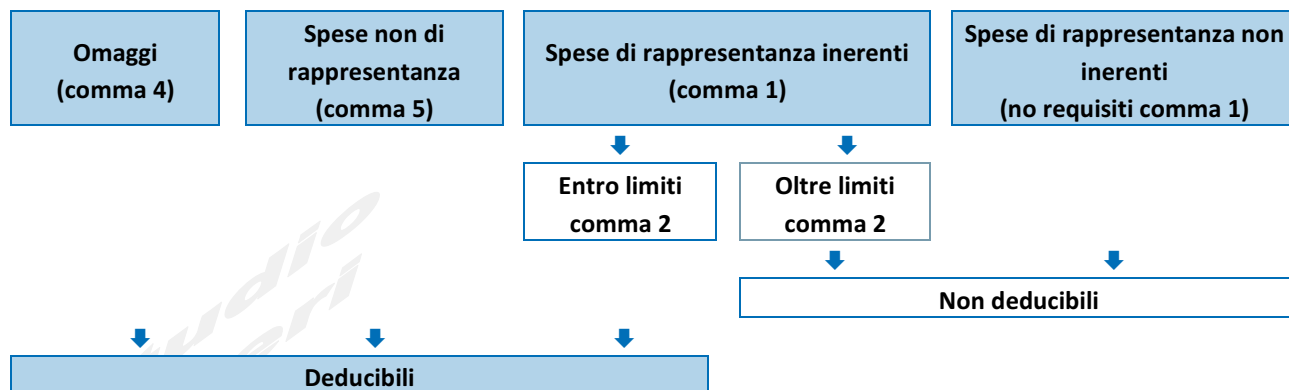 Omaggi
(comma 4)
Spese non di
rappresentanza
(comma 5)
Spese di rappresentanza inerenti
(comma 1)
Spese di rappresentanza non
inerenti
(no requisiti comma 1)
Entro limiti
comma 2
Oltre limiti
comma 2
Non deducibili
Deducibili